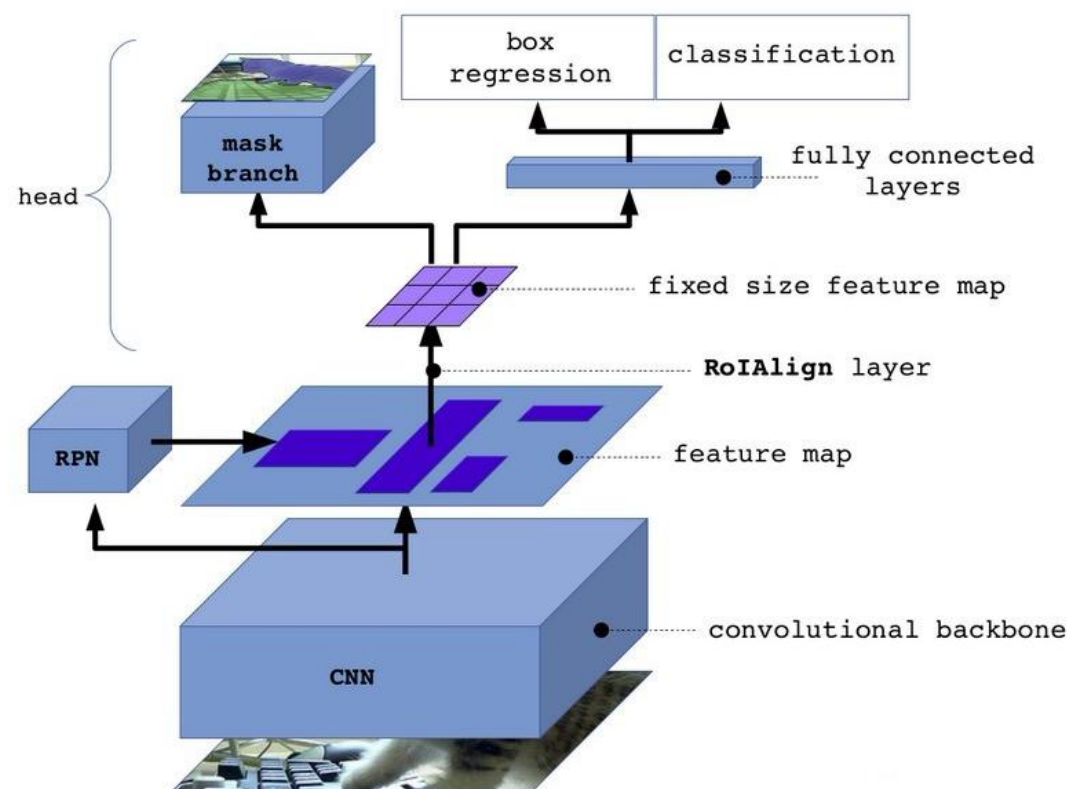 box
regression
classification
mask
branch
fully connected
layers
head
fixed size feature map
RoIAlign layer
RPN
feature map
convolutional backbone
CNN